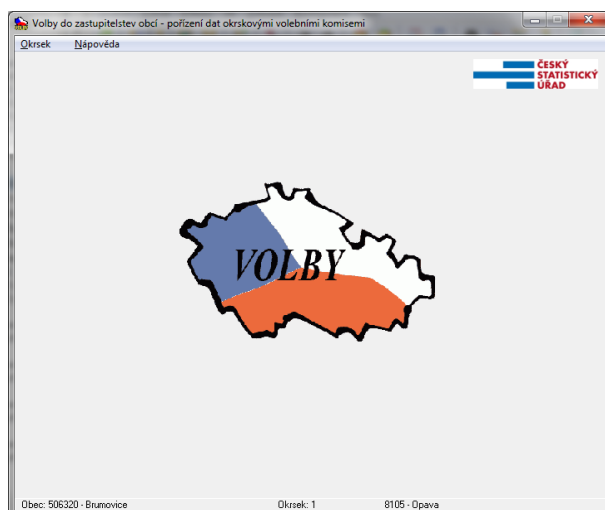 Volby do zastupitelstev obcí - pořízení dat okrskovými volebními komisemi
Okrsek Nápověda
ČESKÝ
STATISTICKÝ
ÚŘAD
VOLBY
Obec: 506320 - Brumovice Okrsek: 1 8105 - Opava